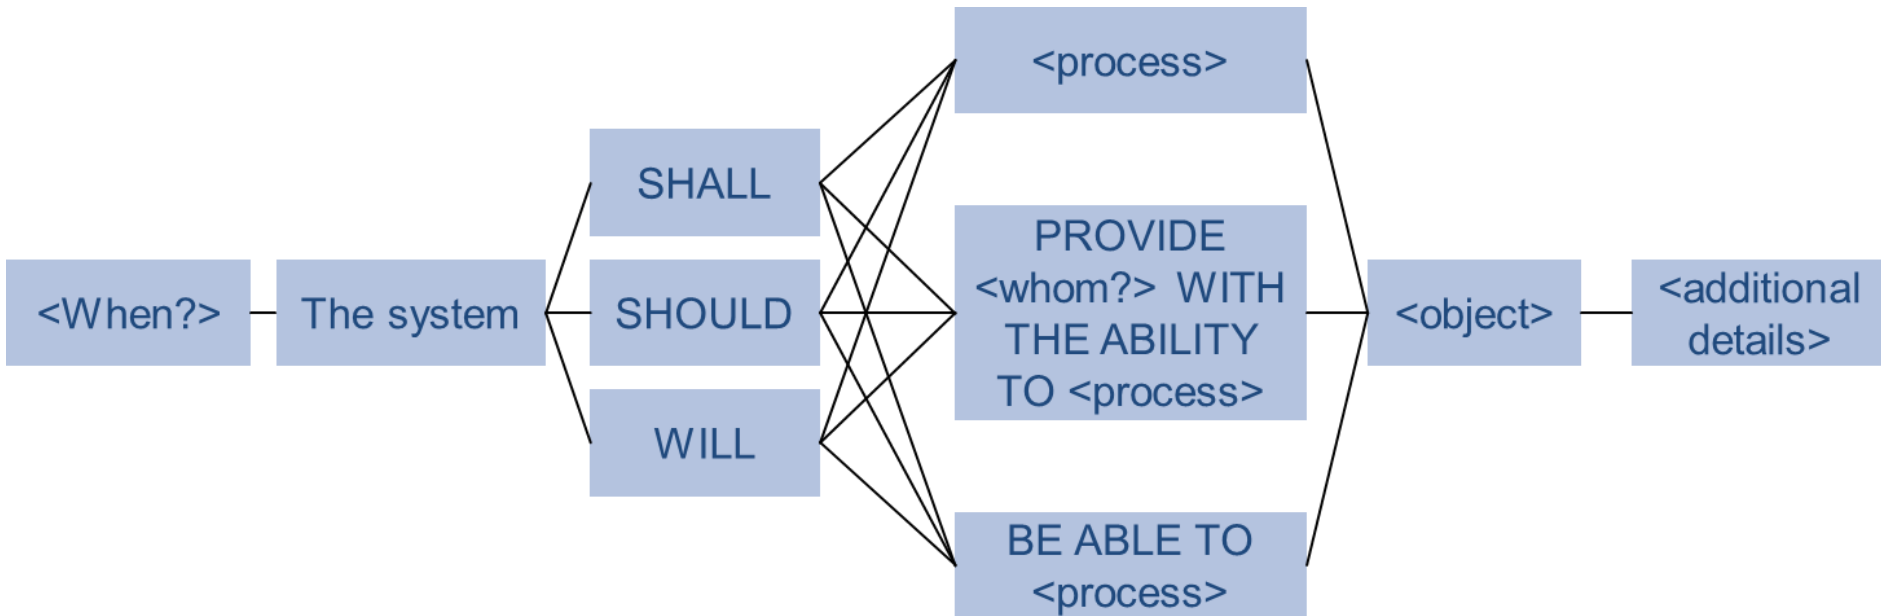 <When?>
The system
SHALL
SHOULD
WILL
<process>
PROVIDE
<whom?> WITH
THE ABILITY
TO <process>
BE ABLE TO
<process>
<object>
<additional
details>